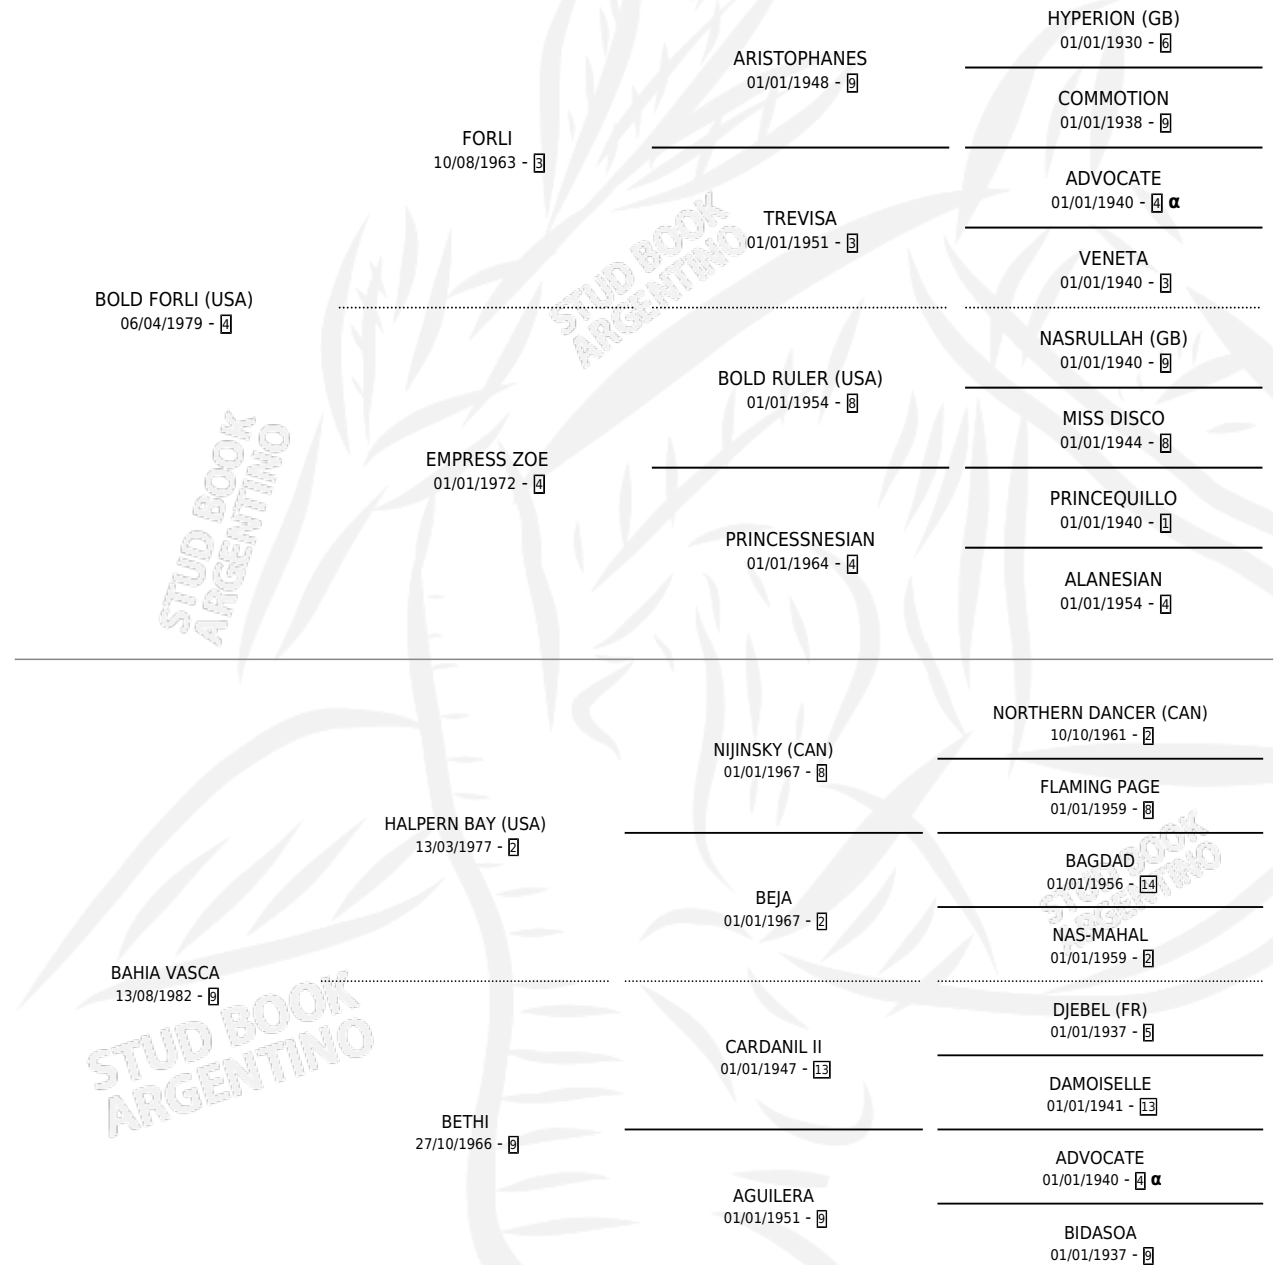 HYPERION (GB)
01/01/1930 - 6
ARISTOPHANES
01/01/1948 - 9
COMMOTION
01/01/1938 - 9
FORLI
10/08/1963 - 3
ADVOCATE
01/01/1940 - 4 α
TREVISA
01/01/1951 - 3
VENETA
01/01/1940 - 3
BOLD FORLI (USA)
06/04/1979 - 4
NASRULLAH (GB)
01/01/1940 - 9
BOLD RULER (USA)
01/01/1954 - 8
MISS DISCO
01/01/1944 - 8
EMPRESS ZOE
01/01/1972 - 4
PRINCEQUILLO
01/01/1940 - 1
PRINCESSNESIAN
01/01/1964 - 4
ALANESIAN
01/01/1954 - 4
STUD BOOK
ARGENTINO
STUD BOOK
ARGENTINO
NORTHERN DANCER (CAN)
10/10/1961 - 2
NIJINSKY (CAN)
01/01/1967 - 8
FLAMING PAGE
01/01/1959 - 8
HALPERN BAY (USA)
13/03/1977 - 2
BAGDAD
01/01/1956 - 14
BEJA
01/01/1967 - 2
NAS-MAHAL
01/01/1959 - 2
BAHIA VASCA
13/08/1982 - 9
DJEBEL (FR)
01/01/1937 - 5
CARDANIL II
01/01/1947 - 13
DAMOISELLE
01/01/1941 - 13
BETHI
27/10/1966 - 9
ADVOCATE
01/01/1940 - 4 α
AGUILERA
01/01/1951 - 9
BIDASOA
01/01/1937 - 9
STUD BOOK
ARGENTINO
STUD BOOK
ARGENTINO